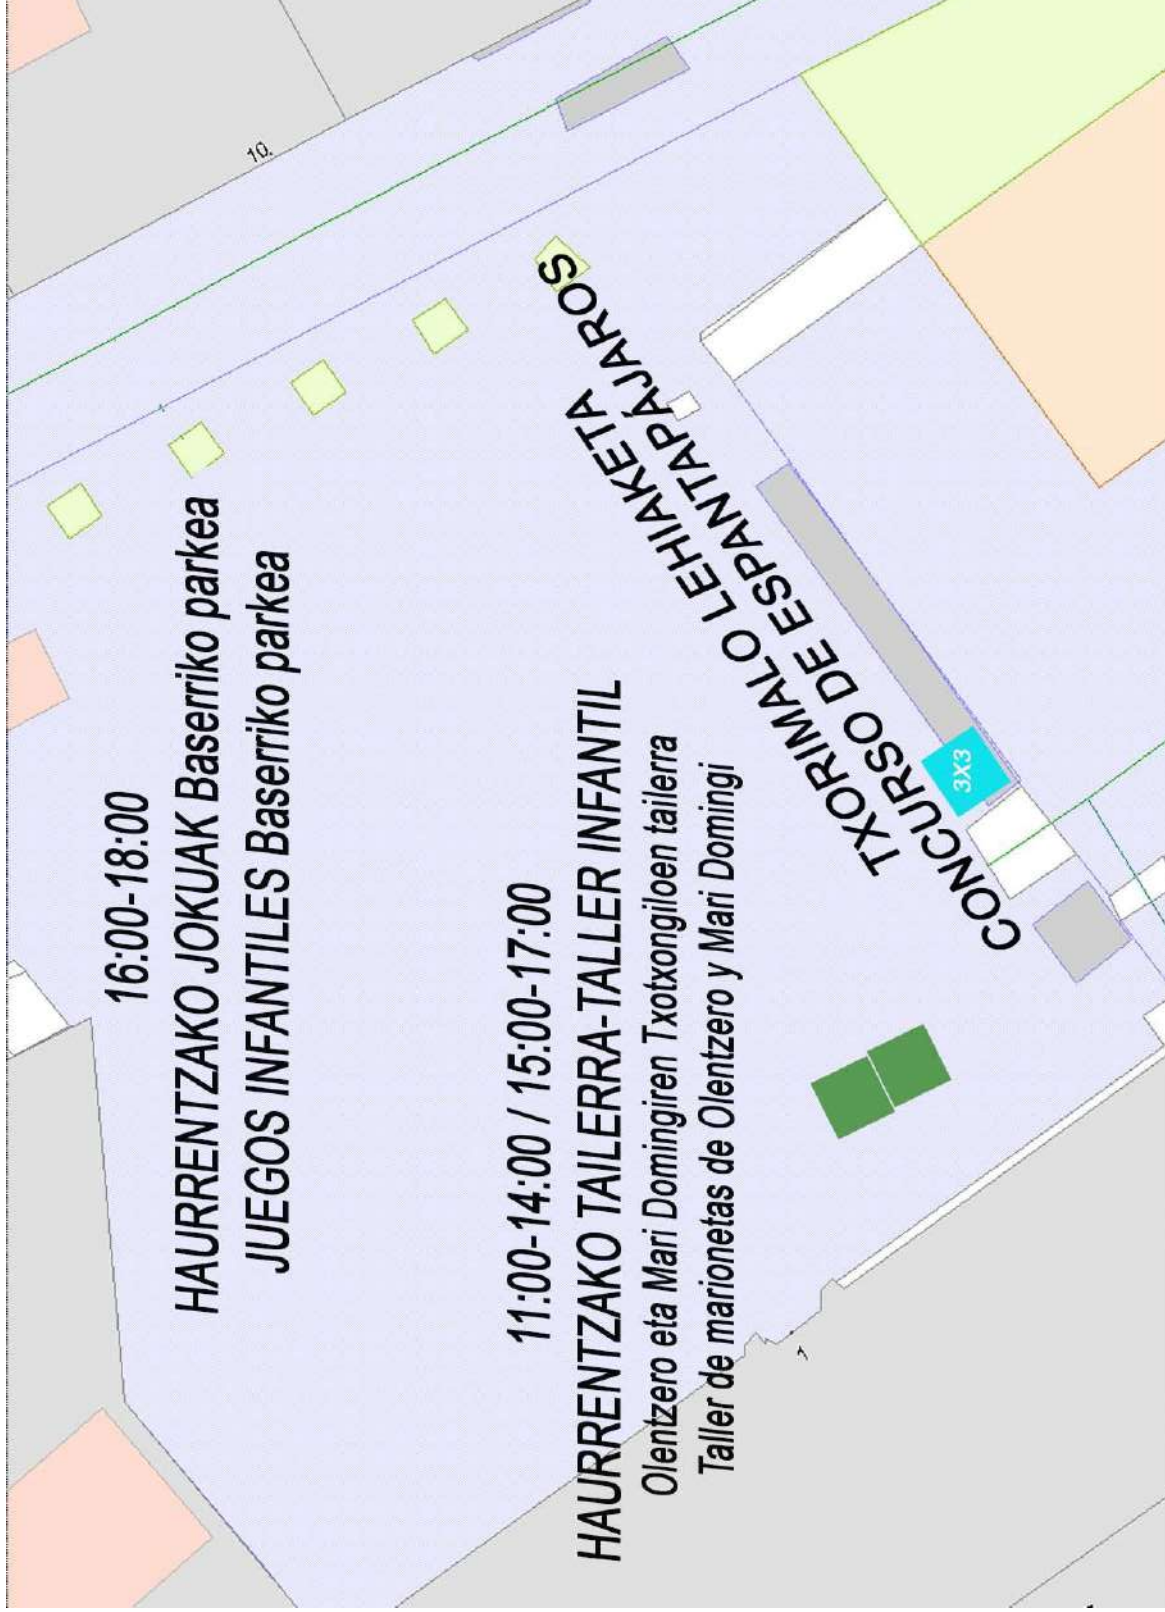 16:00-18:00
HAURRENTZAKO JOKUAK Baserriko parkea
JUEGOS INFANTILES Baserriko parkea
11:00-14:00 / 15:00-17:00
HAURRENTZAKO TAILERRA-TALLER INFANTIL
Olentzero eta Mari Domingiren Txotxongiloen tailerra
Taller de marionetas de Olentzero y Mari Domingi
TXORIMALO LEHIAKETA
CONCURSO DE ESPANTAPÁJAROS
3X3
10